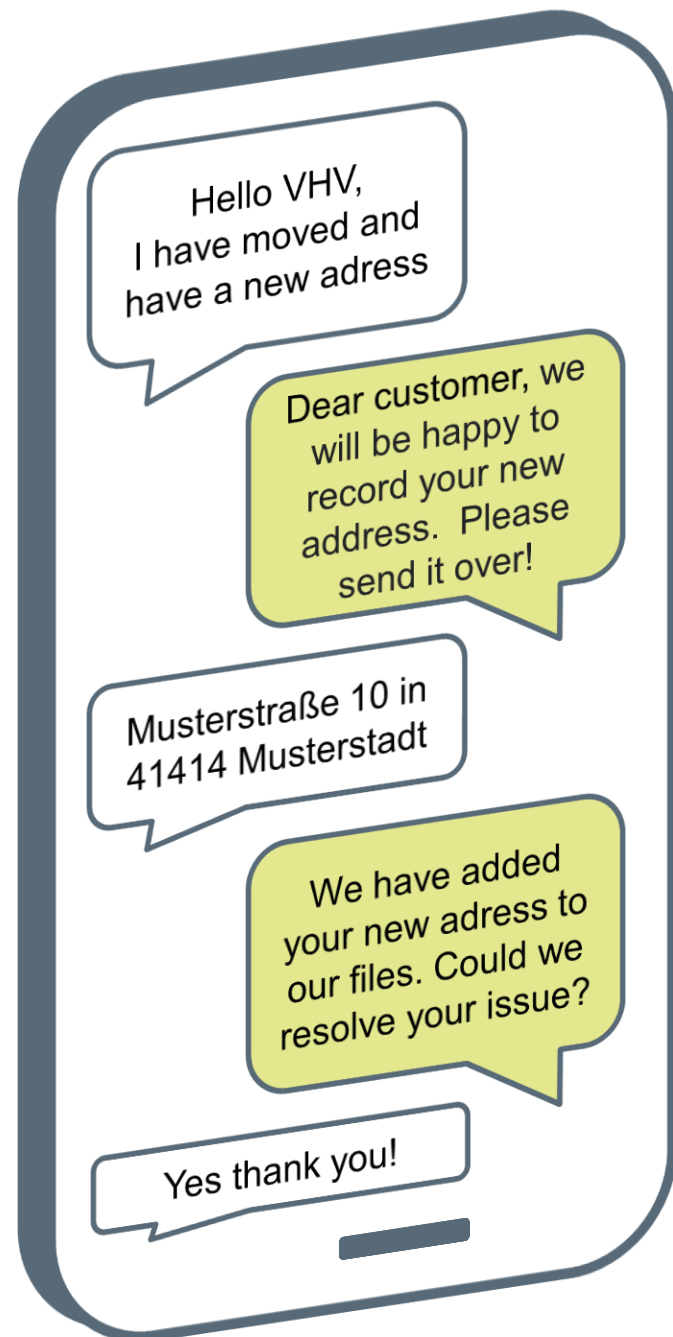 Hello VHV,
I have moved and
have a new adress
Dear customer, we
will be happy to
record your new
address.  Please
send it over!
Musterstraße 10 in
41414 Musterstadt
We have added
your new adress to
our files. Could we
resolve your issue?
Yes thank you!